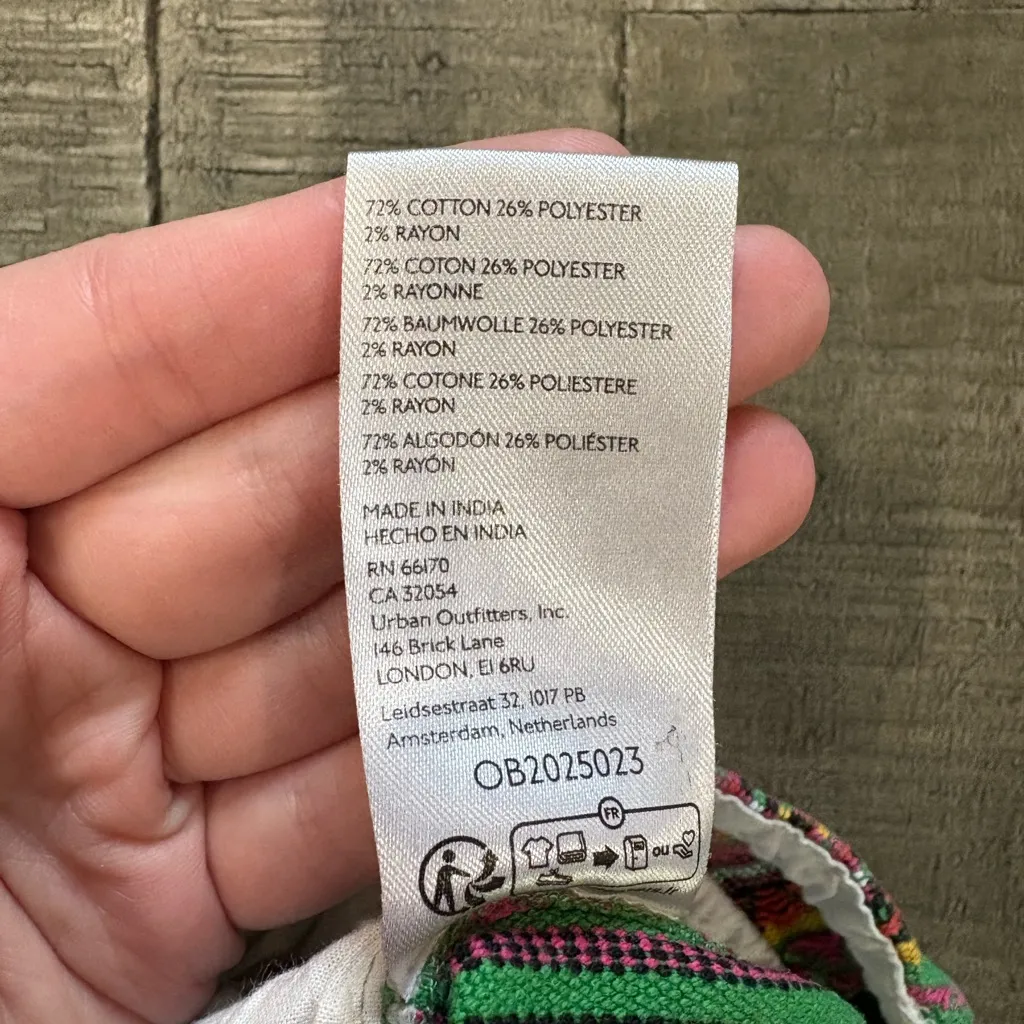 72% COTTON 26% POLYESTER
2% RAYON
72% COTON 26% POLYESTER
2% RAYONNE
72% BAUMWOLLE 26% POLYESTER
2% RAYON
72% COTONE 26% POLIESTERE
2% RAYON
72% ALGODÓN 26% POLIÉSTER
2% RAYÓN
MADE IN INDIA
HECHO EN INDIA
RN 66170
CA 32054
Urban Outfitters, Inc.
146 Brick Lane
LONDON, E1 6RU
Leidsestraat 32, 1017 PB
Amsterdam, Netherlands
OB2025023
FR
OU